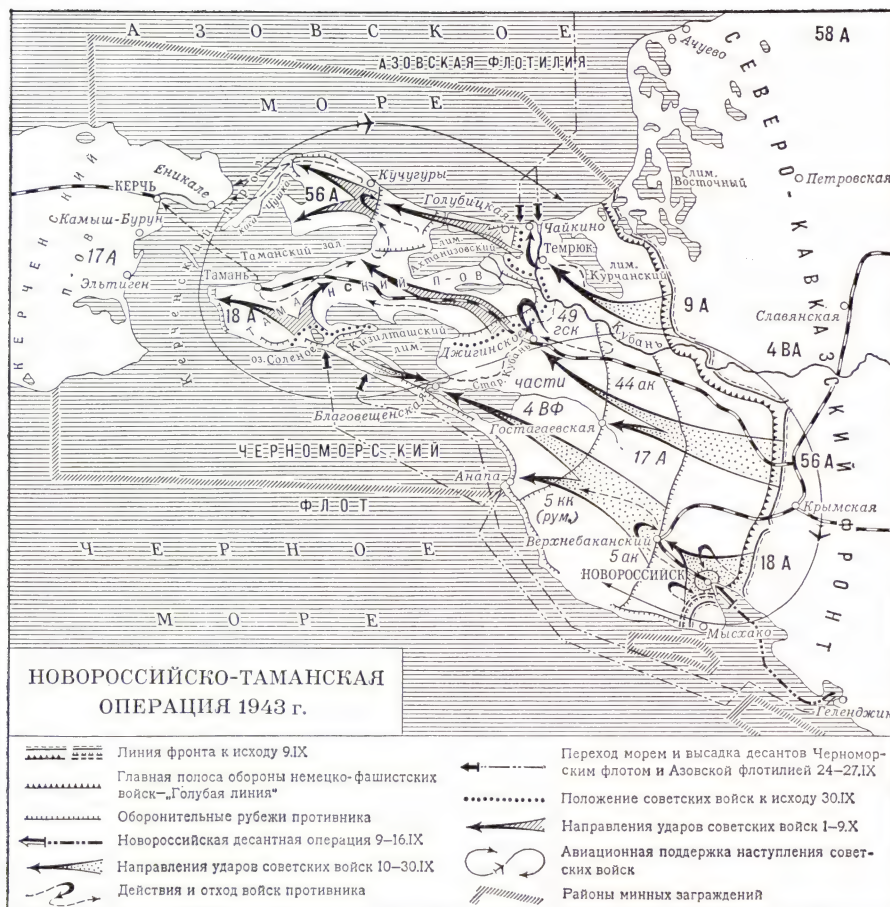 АЗОВСКОЕ
МОРЕ
АЗОВСКАЯ ФЛОТИЛИЯ
58 А
Ачуево
СЕВЕРО-КАВКАЗСКИЙ ФРОНТ
лим. Восточный
Петровская
Еникале
КЕРЧЬ
Камыш-Бурун
17 А
Эльтиген
КЕРЧЕНСКИЙ П-ОВ
Керченский прол.
коса Чушка
56 А
Кучугуры
Голубицкая
Чайкино
Темрюк
лим. Курчанский
лим. Ахтанизовский
Таманский зал.
Тамань
ТАМАНСКИЙ П-ОВ
18 А
9 А
Славянская
4 ВА
49 гск
Кубань
оз. Соленое
Кизилташский лим.
Джигинское
Стар. Кубань
Благовещенская
части
4 ВФ
44 ак
Гостагаевская
17 А
56 А
Крымская
ЧЕРНОМОРСКИЙ
ФЛОТ
Анапа
5 кк
(рум.)
Верхнебаканский
5 ак
НОВОРОССИЙСК
18 А
Мысхако
Геленджик
ЧЕРНОЕ
МОРЕ
НОВОРОССИЙСКО-ТАМАНСКАЯ
ОПЕРАЦИЯ 1943 г.
Линия фронта к исходу 9.IX
Главная полоса обороны немецко-фашистских
войск—„Голубая линия"
Оборонительные рубежи противника
Новороссийская десантная операция 9–16.IX
Направления ударов советских войск 10–30.IX
Действия и отход войск противника
Переход морем и высадка десантов Черномор-
ским флотом и Азовской флотилией 24–27.IX
Положение советских войск к исходу 30.IX
Направления ударов советских войск 1–9.X
Авиационная поддержка наступления совет-
ских войск
Районы минных заграждений